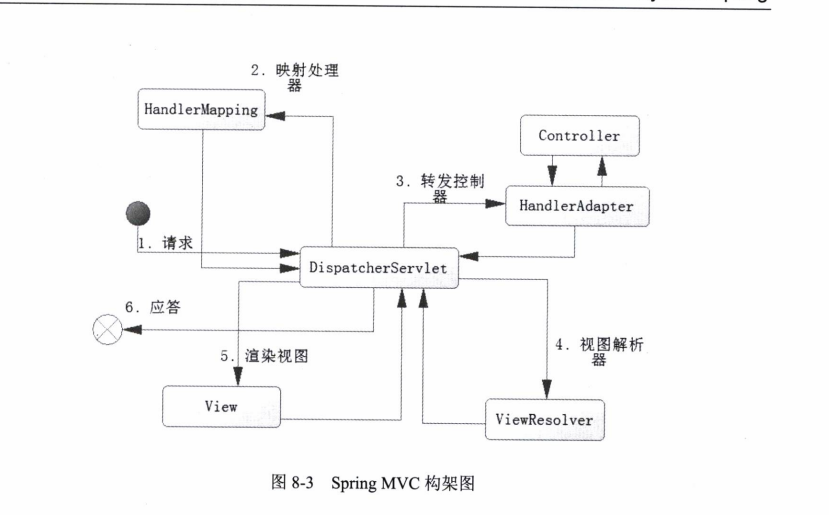 2. 映射处理
器
HandlerMapping
Controller
3. 转发控制
器
HandlerAdapter
1. 请求
DispatcherServlet
6. 应答
4. 视图解析
器
5. 渲染视图
View
ViewResolver
图 8-3 Spring MVC 构架图